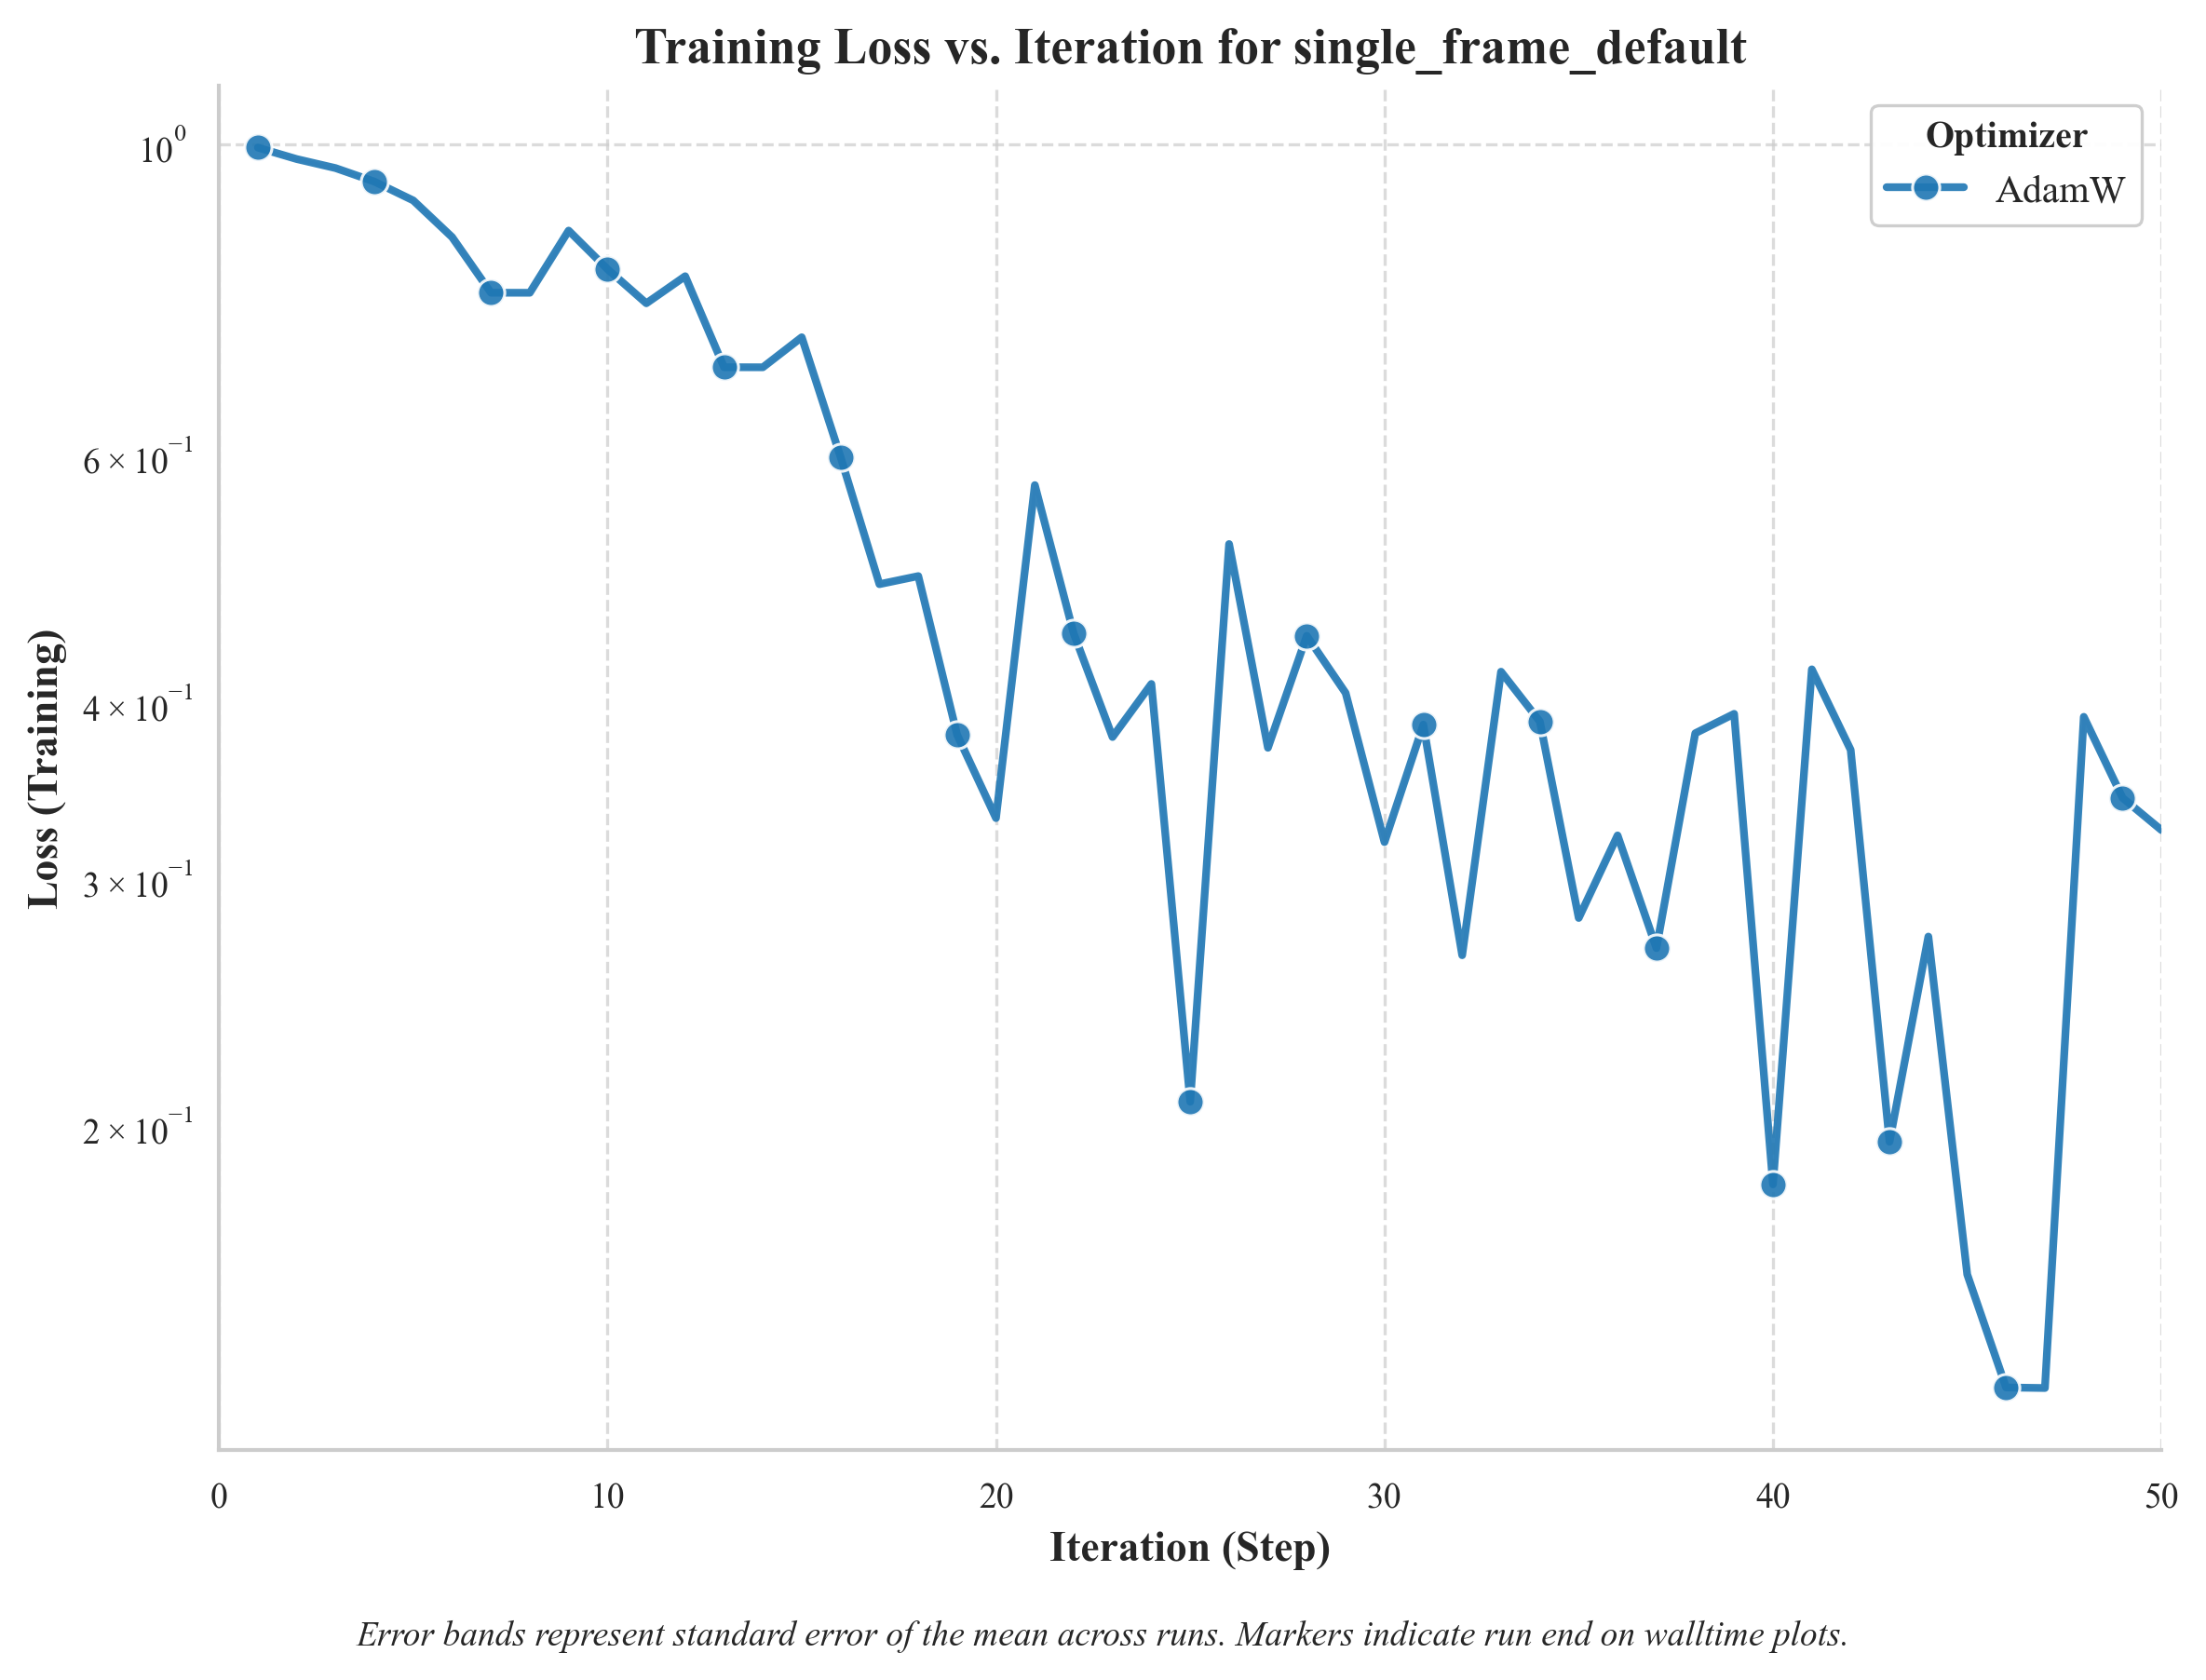 Training Loss vs. Iteration for single_frame_default
10⁰
6 × 10⁻¹
4 × 10⁻¹
3 × 10⁻¹
2 × 10⁻¹
Loss (Training)
Optimizer
AdamW
0 10 20 30 40 50
Iteration (Step)
Error bands represent standard error of the mean across runs. Markers indicate run end on walltime plots.